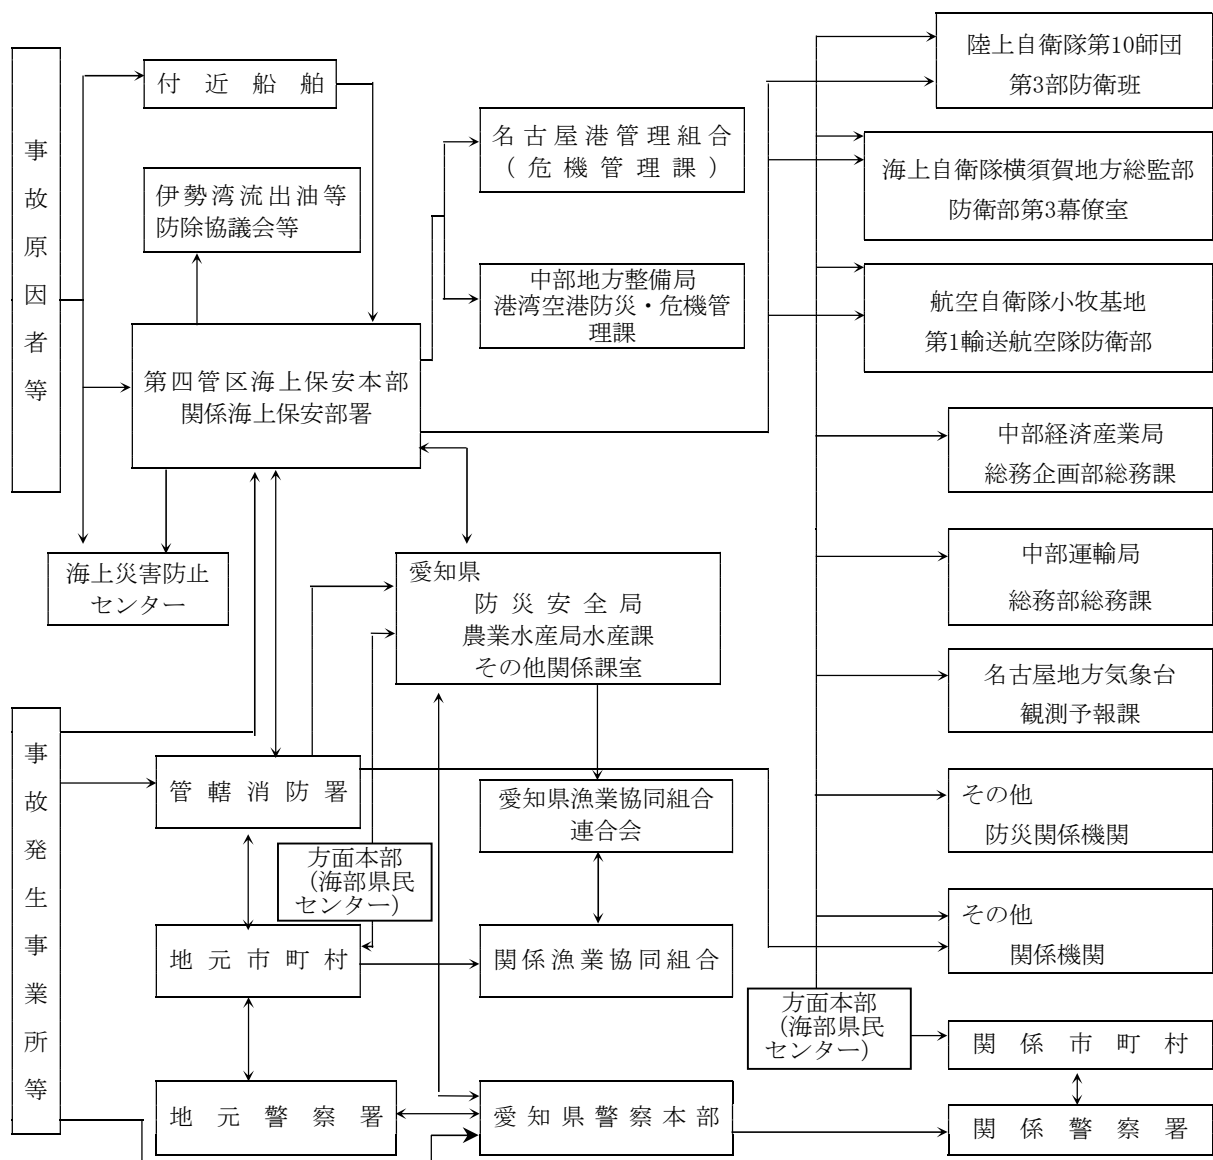 事故原因者等
付近船舶
伊勢湾流出油等
防除協議会等
第四管区海上保安本部
関係海上保安部署
海上災害防止
センター
名古屋港管理組合
(危機管理課)
中部地方整備局
港湾空港防災・危機管
理課
陸上自衛隊第10師団
第3部防衛班
海上自衛隊横須賀地方総監部
防衛部第3幕僚室
航空自衛隊小牧基地
第1輸送航空隊防衛部
中部経済産業局
総務企画部総務課
中部運輸局
総務部総務課
名古屋地方気象台
観測予報課
その他
防災関係機関
その他
関係機関
愛知県
防災安全局
農業水産局水産課
その他関係課室
事故発生事業所等
管轄消防署
方面本部
(海部県民
センター)
地元市町村
地元警察署
愛知県漁業協同組合
連合会
関係漁業協同組合
愛知県警察本部
方面本部
(海部県民
センター)
関係市町村
関係警察署